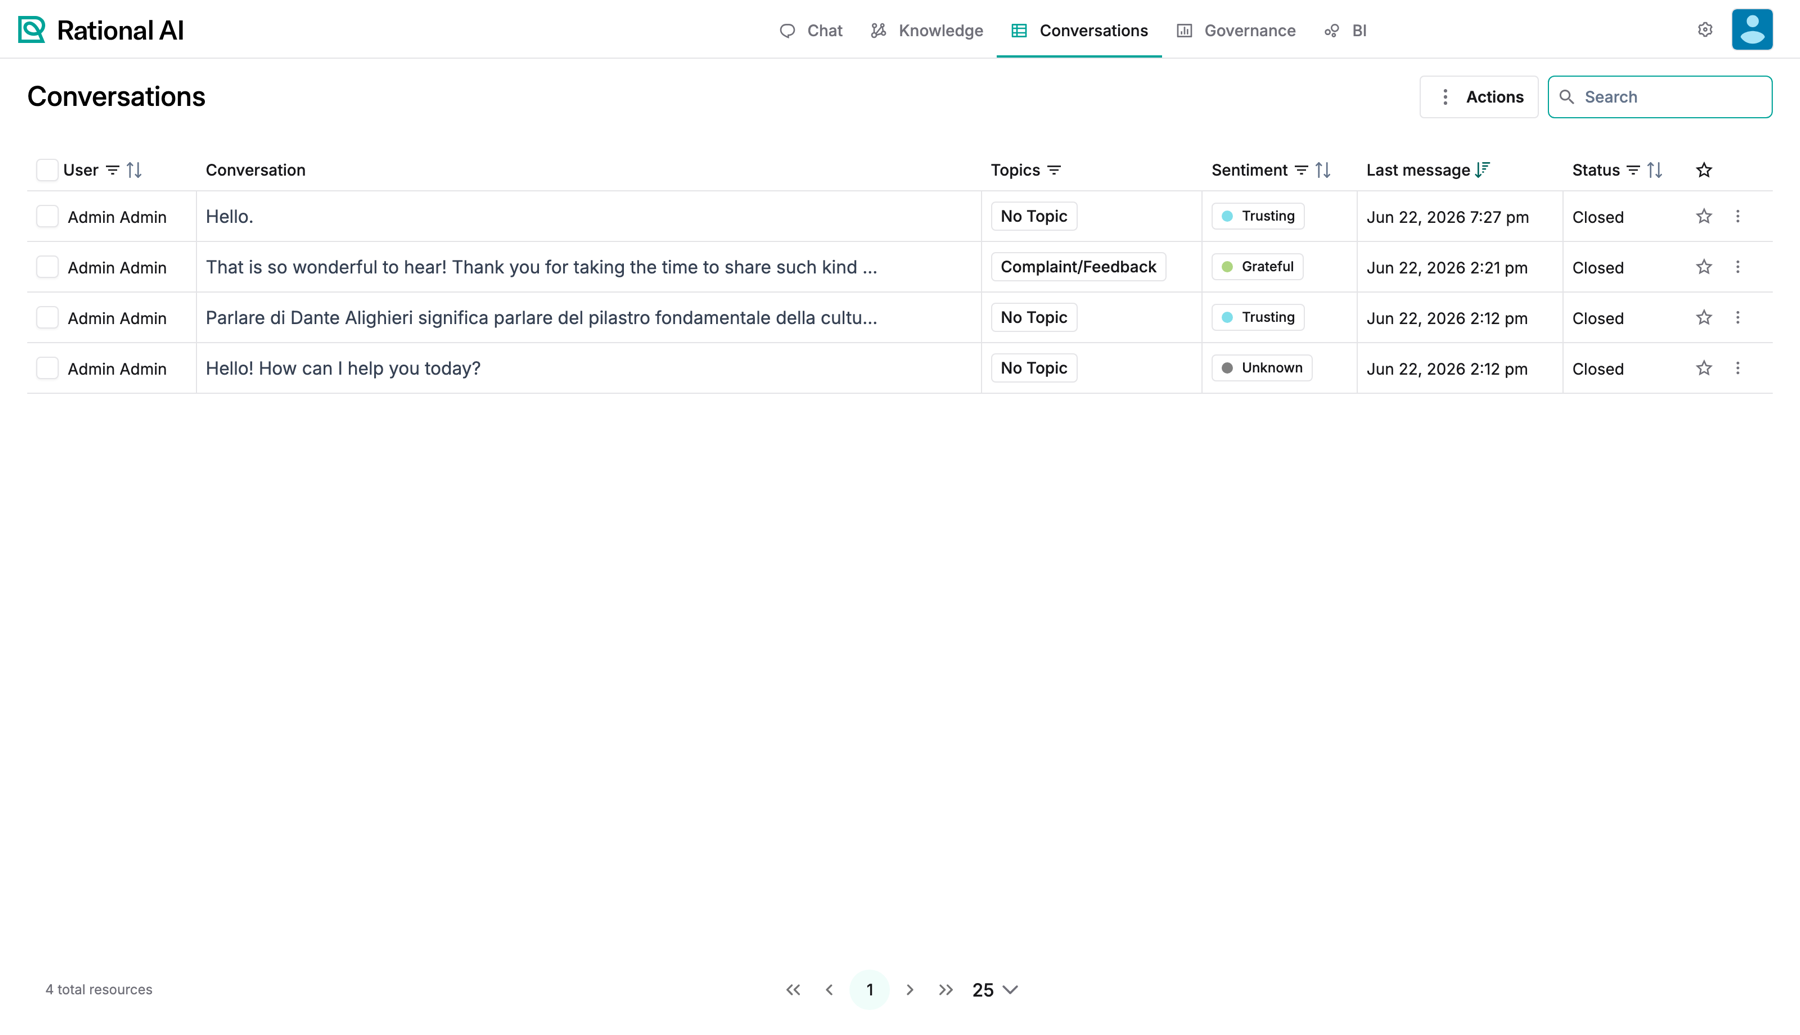 Rational AI
Chat Knowledge Conversations Governance BI
Conversations
Actions Search
User Conversation Topics Sentiment Last message Status
Admin Admin Hello. No Topic Trusting Jun 22, 2026 7:27 pm Closed
Admin Admin That is so wonderful to hear! Thank you for taking the time to share such kind ... Complaint/Feedback Grateful Jun 22, 2026 2:21 pm Closed
Admin Admin Parlare di Dante Alighieri significa parlare del pilastro fondamentale della cultu... No Topic Trusting Jun 22, 2026 2:12 pm Closed
Admin Admin Hello! How can I help you today? No Topic Unknown Jun 22, 2026 2:12 pm Closed
4 total resources 1 25